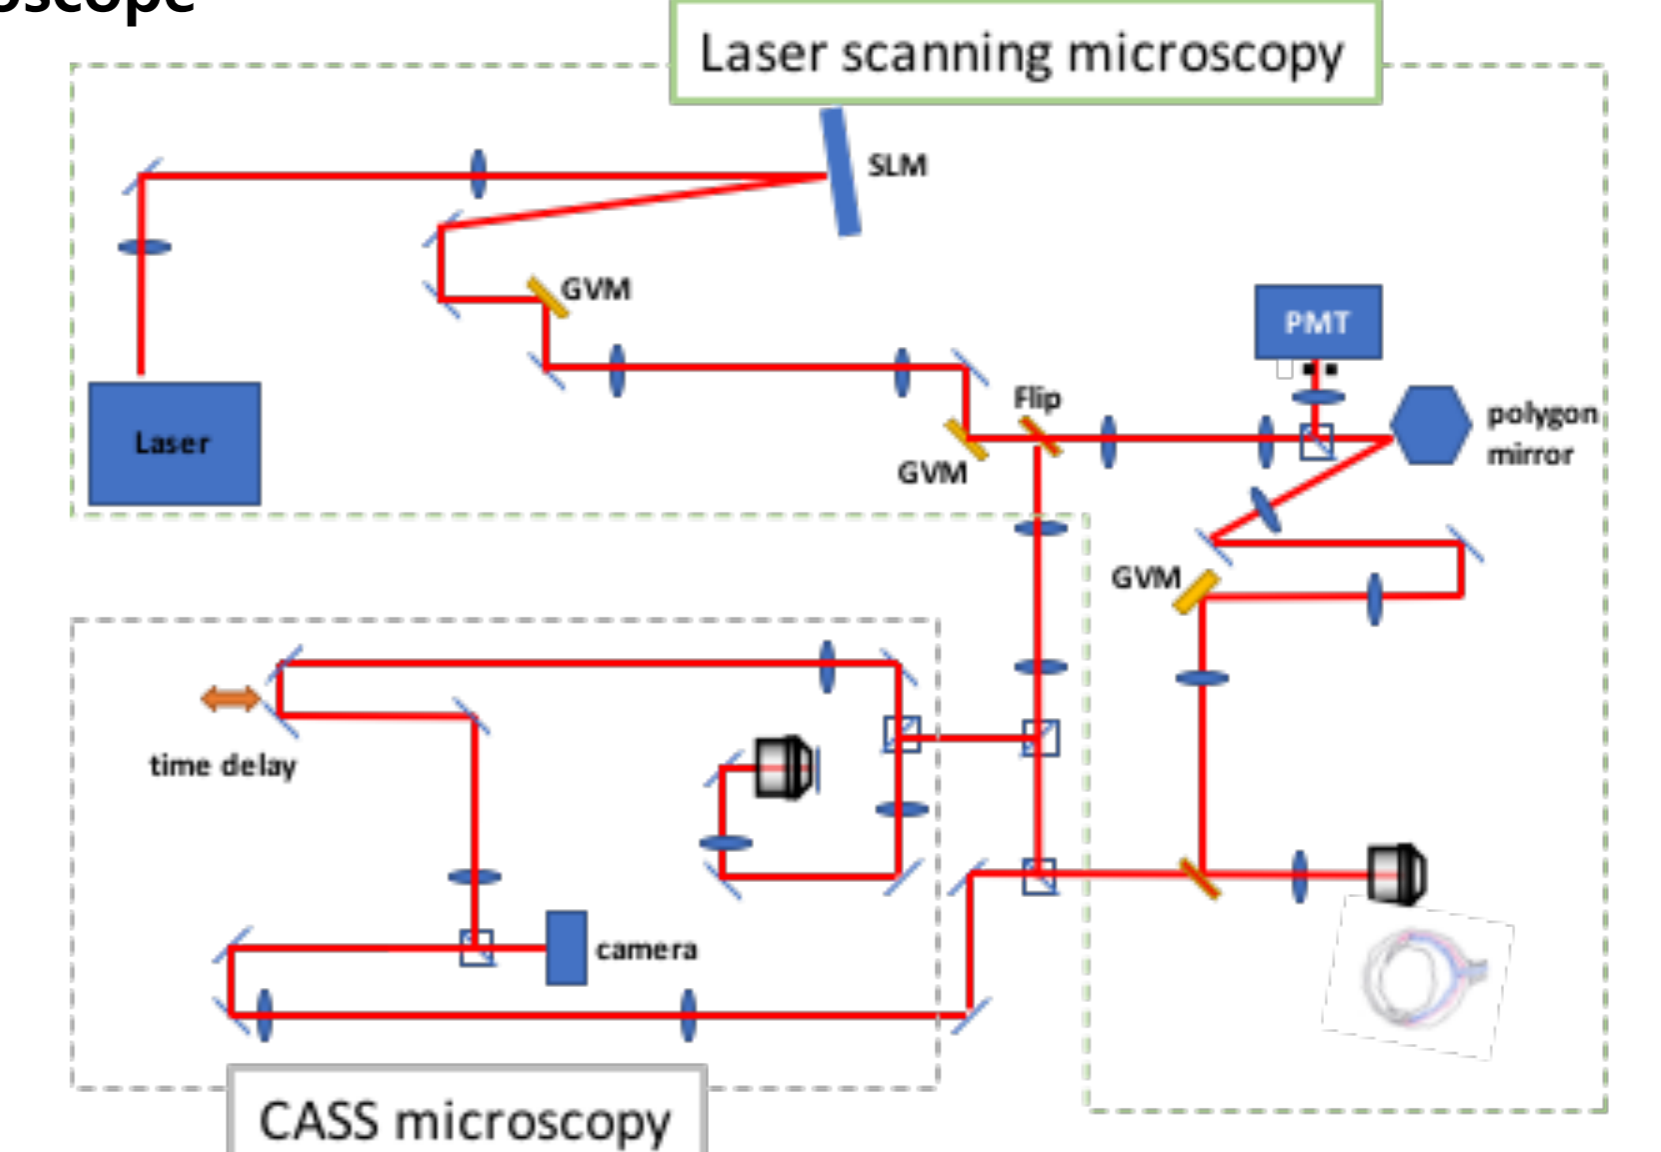 Laser scanning microscopy
SLM
GVM
PMT
Flip
polygon
mirror
Laser
GVM
GVM
time delay
camera
CASS microscopy